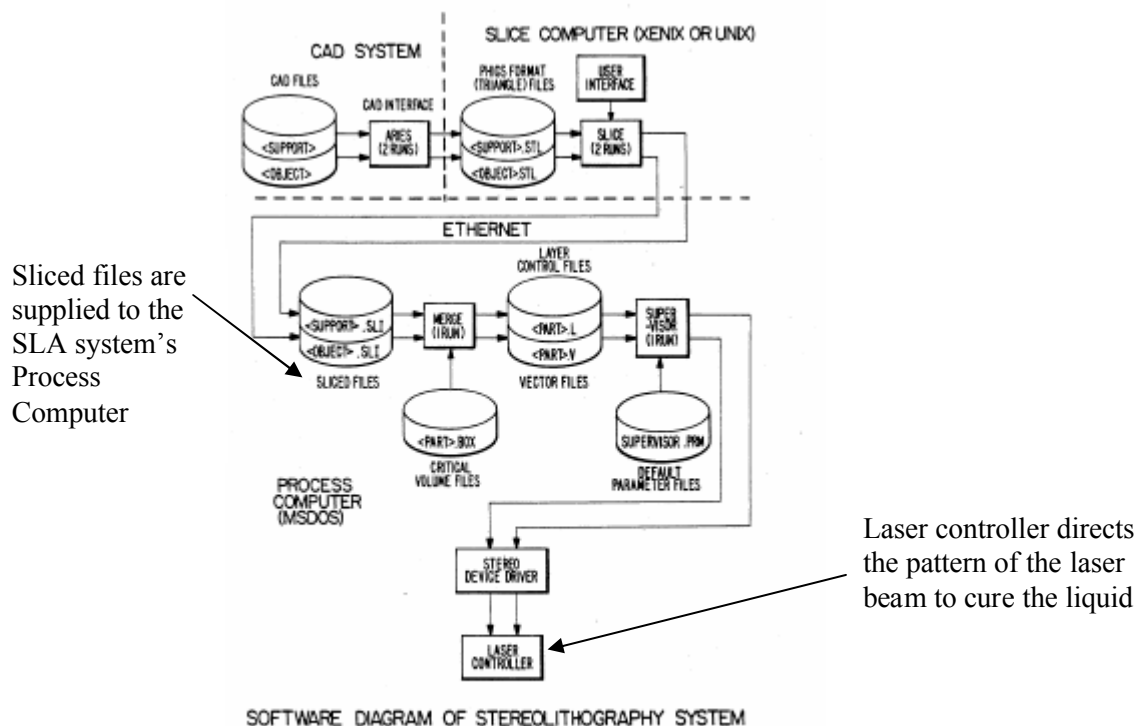 CAD SYSTEM
SLICE COMPUTER (XENIX OR UNIX)
CAD FILES
CAD INTERFACE
PHIGS FORMAT
(TRIANGLE) FILES
USER
INTERFACE
<SUPPORT>
<OBJECT>
ARIES
(2 RUNS)
<SUPPORT>.STL
<OBJECT>STL
SLICE
(2 RUNS)
ETHERNET
Sliced files are
supplied to the
SLA system’s
Process
Computer
<SUPPORT> .SLI
<OBJECT> .SLI
SLICED FILES
MERGE
(1 RUN)
LAYER
CONTROL FILES
<PART>.L
<PART>.V
VECTOR FILES
SUPER
-VISOR
(1 RUN)
<PART>.BOX
CRITICAL
VOLUME FILES
SUPERVISOR .PRM
DEFAULT
PARAMETER FILES
PROCESS
COMPUTER
(MSDOS)
STEREO
DEVICE DRIVER
LASER
CONTROLLER
Laser controller directs
the pattern of the laser
beam to cure the liquid
SOFTWARE DIAGRAM OF STEREOLITHOGRAPHY SYSTEM